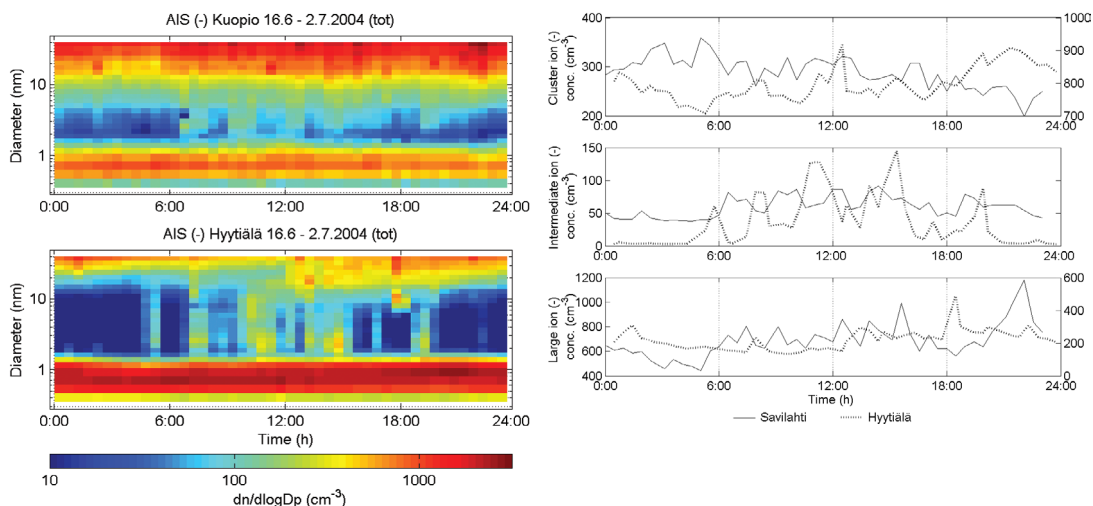 AIS (-) Kuopio 16.6 - 2.7.2004 (tot)
Diameter (nm)
10
1
0:00 6:00 12:00 18:00 24:00
AIS (-) Hyytiälä 16.6 - 2.7.2004 (tot)
Diameter (nm)
10
1
0:00 6:00 12:00 18:00 24:00
Time (h)
10 100 1000
dn/dlogDp (cm-3)
Cluster ion (-)
conc. (cm-3)
400
300
200
1000
900
800
700
0:00 6:00 12:00 18:00 24:00
Intermediate ion (-)
conc. (cm-3)
150
100
50
0
0:00 6:00 12:00 18:00 24:00
Large ion (-)
conc. (cm-3)
1200
1000
800
600
400
600
400
200
0
0:00 6:00 12:00 18:00 24:00
Time (h)
Savilahti Hyytiälä